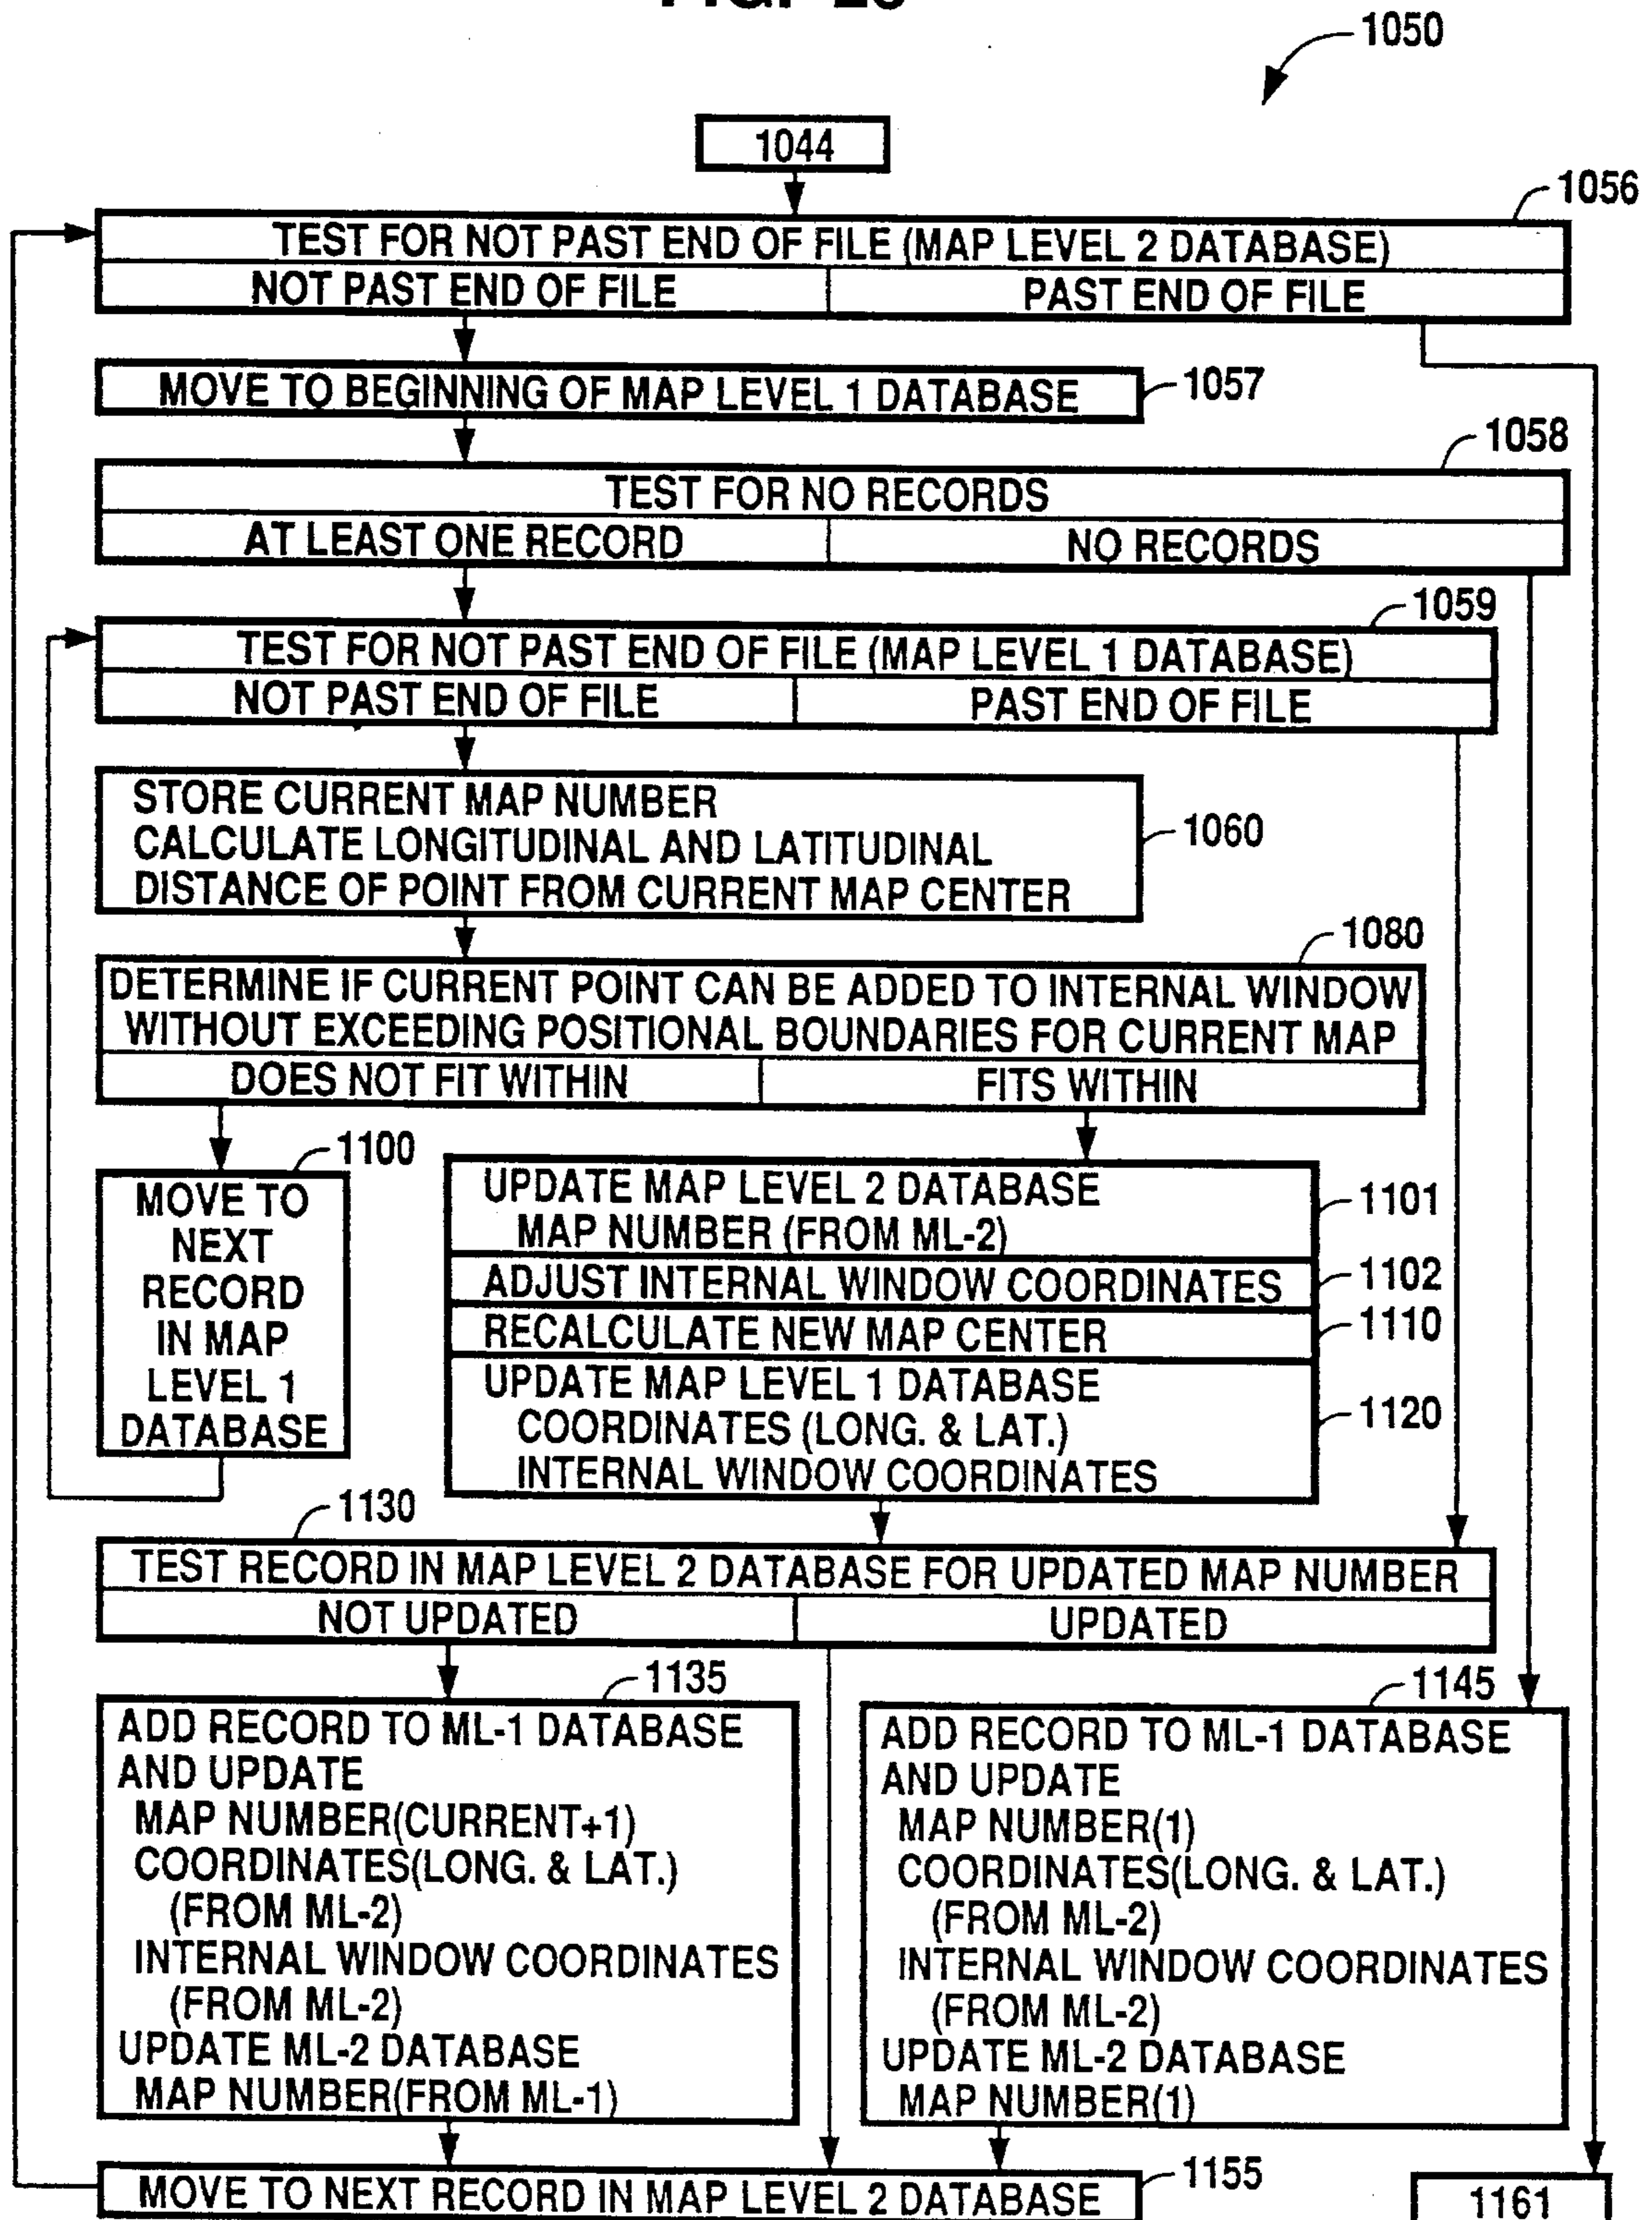 1050
1044
1056
TEST FOR NOT PAST END OF FILE (MAP LEVEL 2 DATABASE)
NOT PAST END OF FILE
PAST END OF FILE
MOVE TO BEGINNING OF MAP LEVEL 1 DATABASE
1057
1058
TEST FOR NO RECORDS
AT LEAST ONE RECORD
NO RECORDS
1059
TEST FOR NOT PAST END OF FILE (MAP LEVEL 1 DATABASE)
NOT PAST END OF FILE
PAST END OF FILE
STORE CURRENT MAP NUMBER
CALCULATE LONGITUDINAL AND LATITUDINAL
DISTANCE OF POINT FROM CURRENT MAP CENTER
1060
1080
DETERMINE IF CURRENT POINT CAN BE ADDED TO INTERNAL WINDOW
WITHOUT EXCEEDING POSITIONAL BOUNDARIES FOR CURRENT MAP
DOES NOT FIT WITHIN
FITS WITHIN
1100
MOVE TO
NEXT
RECORD
IN MAP
LEVEL 1
DATABASE
UPDATE MAP LEVEL 2 DATABASE
MAP NUMBER (FROM ML-2)
1101
ADJUST INTERNAL WINDOW COORDINATES
1102
RECALCULATE NEW MAP CENTER
1110
UPDATE MAP LEVEL 1 DATABASE
COORDINATES (LONG. & LAT.)
INTERNAL WINDOW COORDINATES
1120
1130
TEST RECORD IN MAP LEVEL 2 DATABASE FOR UPDATED MAP NUMBER
NOT UPDATED
UPDATED
1135
ADD RECORD TO ML-1 DATABASE
AND UPDATE
MAP NUMBER(CURRENT+1)
COORDINATES(LONG. & LAT.)
(FROM ML-2)
INTERNAL WINDOW COORDINATES
(FROM ML-2)
UPDATE ML-2 DATABASE
MAP NUMBER(FROM ML-1)
1145
ADD RECORD TO ML-1 DATABASE
AND UPDATE
MAP NUMBER(1)
COORDINATES(LONG. & LAT.)
(FROM ML-2)
INTERNAL WINDOW COORDINATES
(FROM ML-2)
UPDATE ML-2 DATABASE
MAP NUMBER(1)
MOVE TO NEXT RECORD IN MAP LEVEL 2 DATABASE
1155
1161